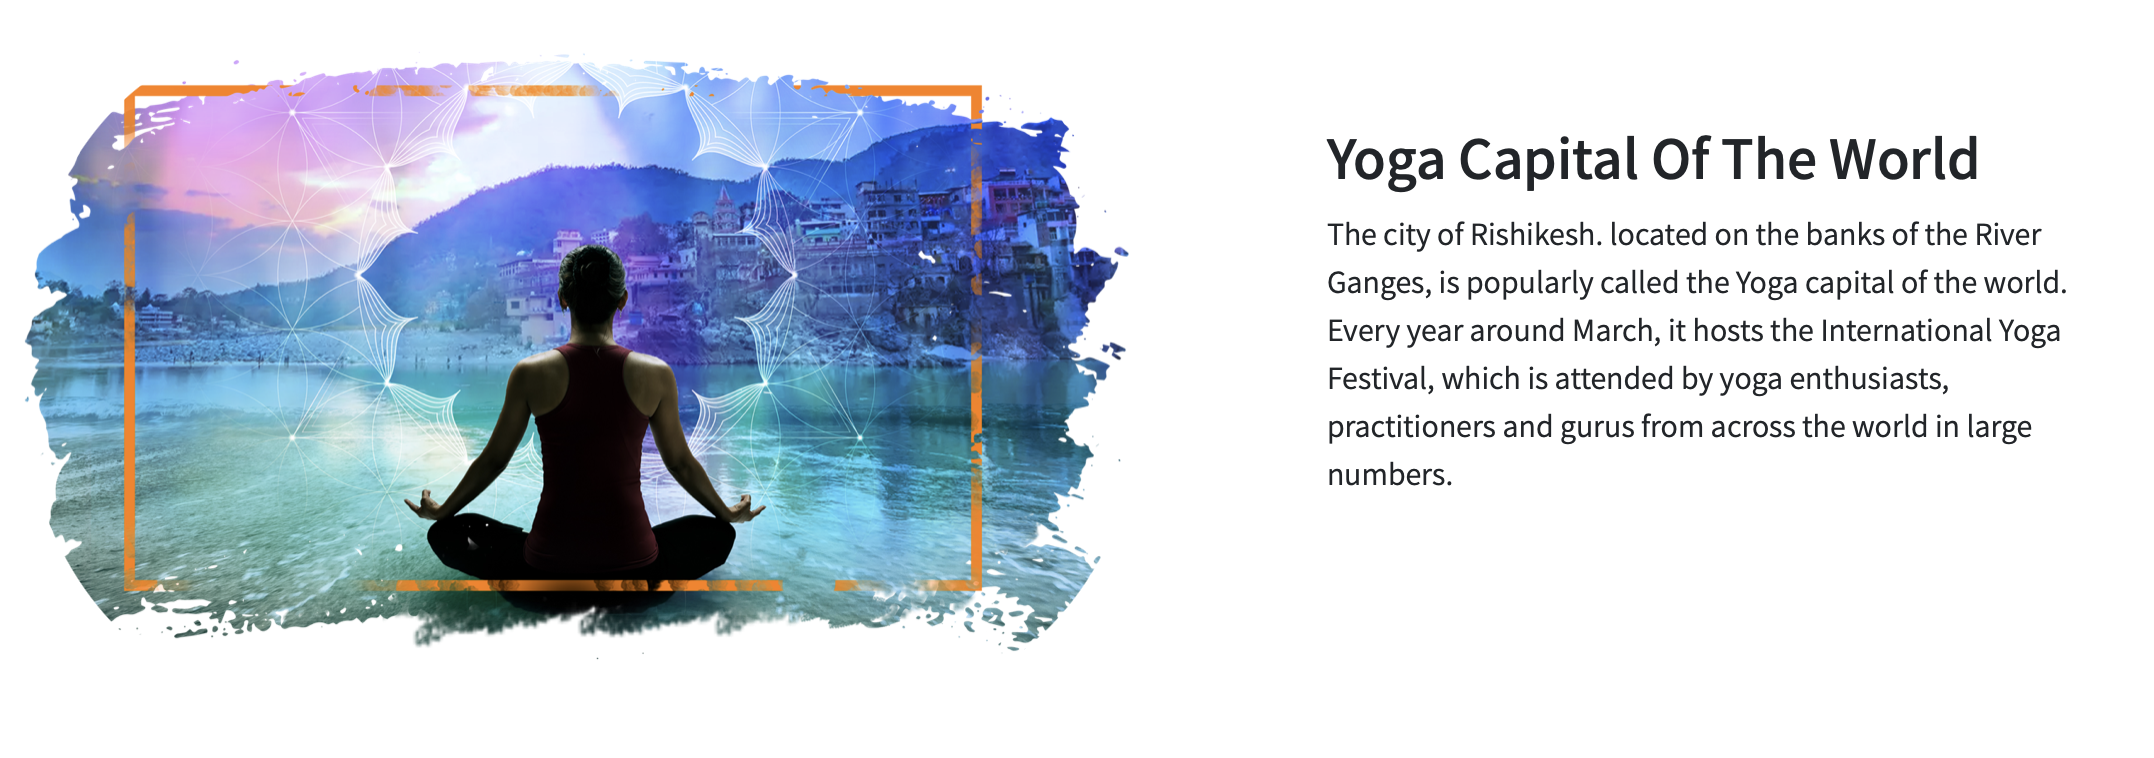 Yoga Capital Of The World
The city of Rishikesh. located on the banks of the River
Ganges, is popularly called the Yoga capital of the world.
Every year around March, it hosts the International Yoga
Festival, which is attended by yoga enthusiasts,
practitioners and gurus from across the world in large
numbers.